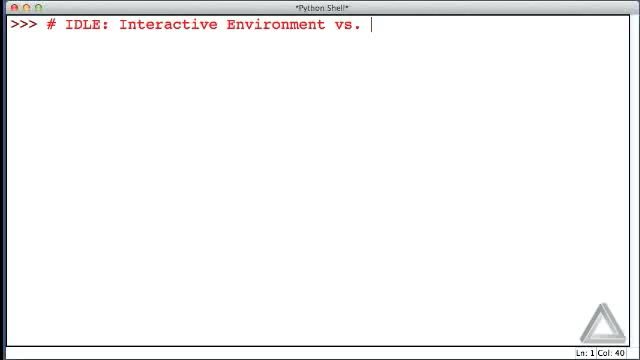 *Python Shell*
>>> # IDLE: Interactive Environment vs.
Ln: 1 Col: 40